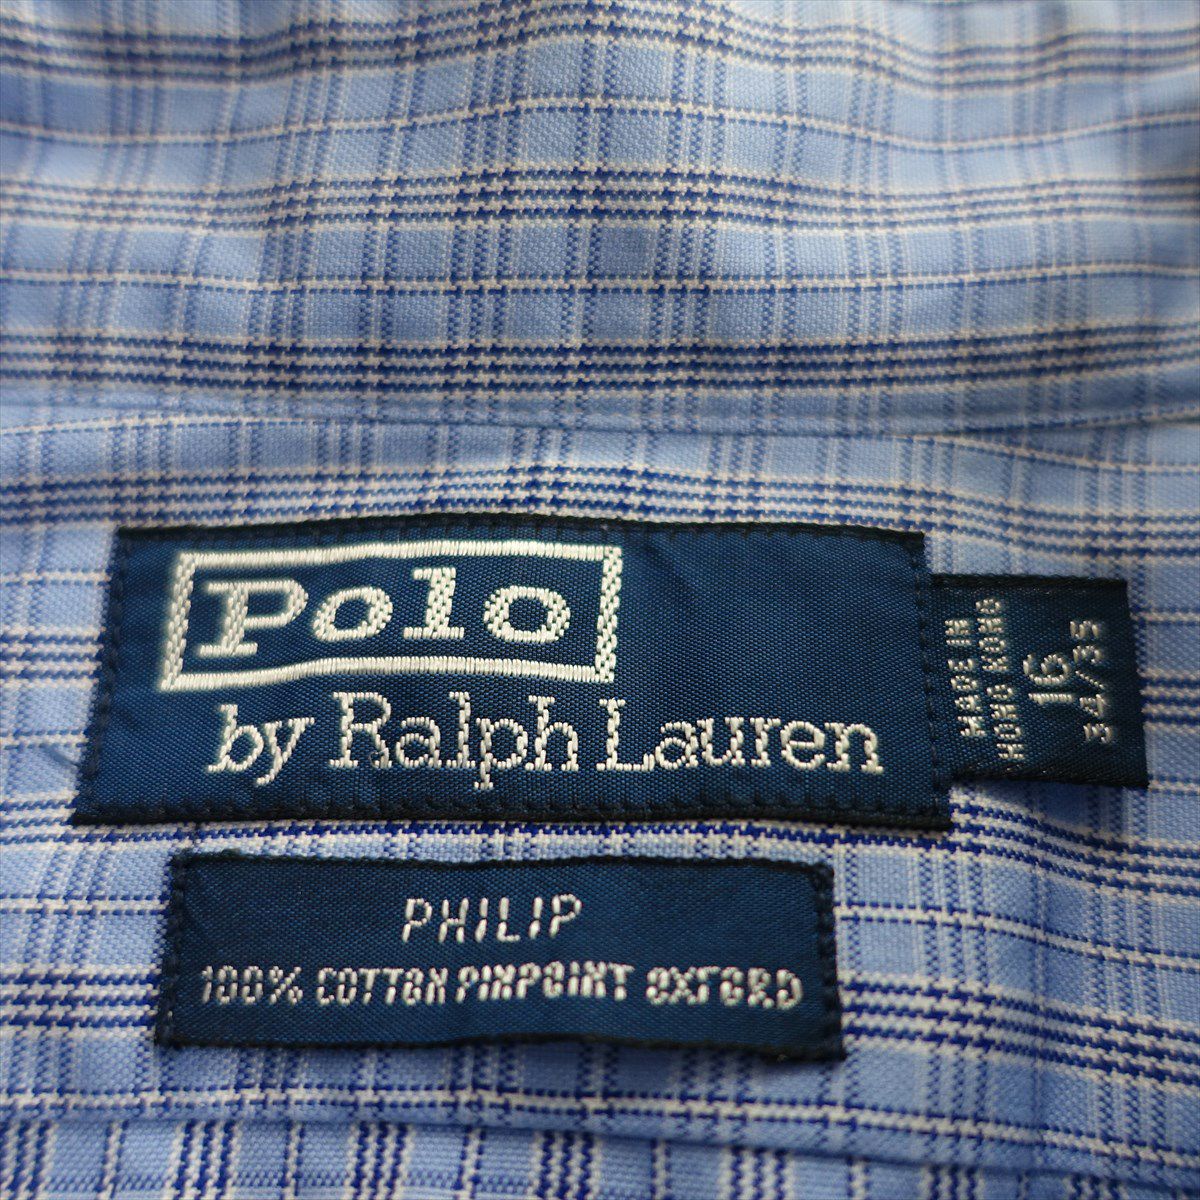 Polo
by Ralph Lauren
MADE IN
HONG KONG
16
34/35
PHILIP
100% COTTON PINPOINT OXFORD